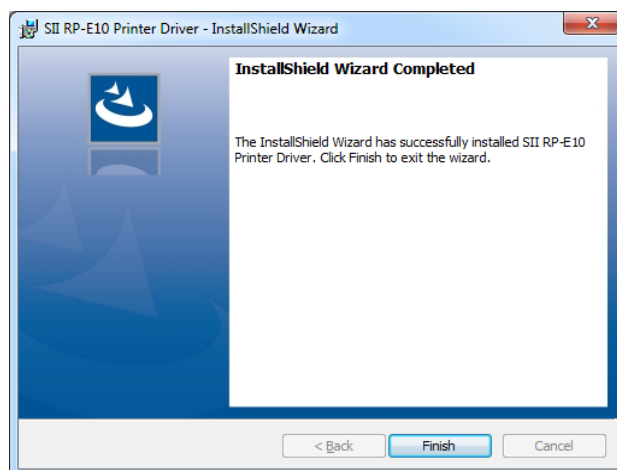 SII RP-E10 Printer Driver - InstallShield Wizard
InstallShield Wizard Completed
The InstallShield Wizard has successfully installed SII RP-E10
Printer Driver. Click Finish to exit the wizard.
< Back
Finish
Cancel